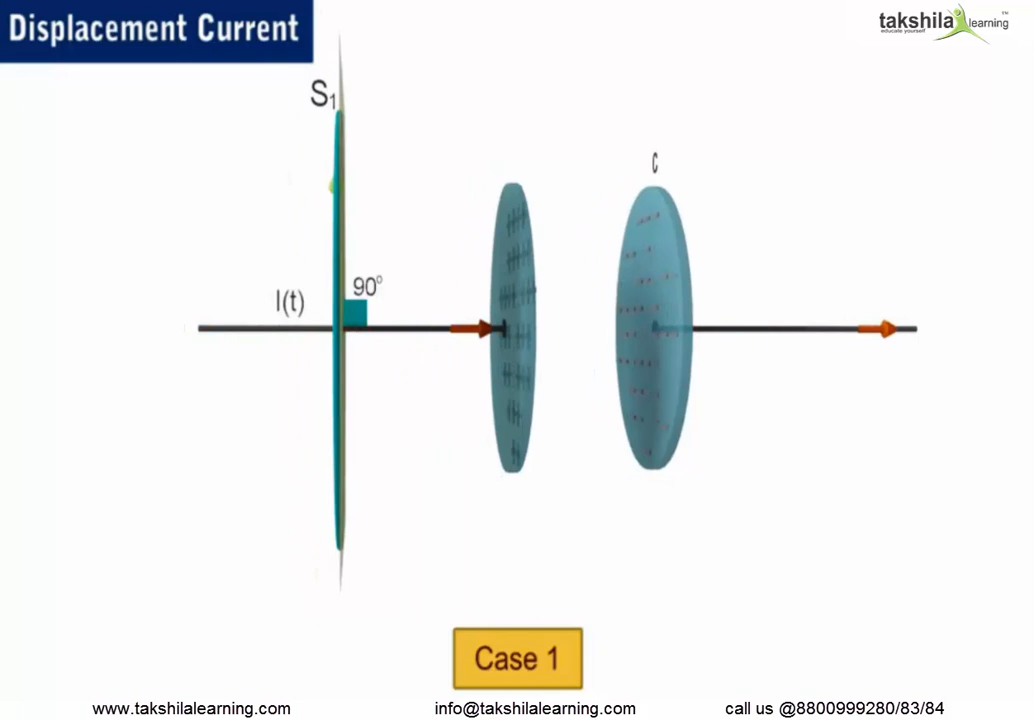 Displacement Current
takshila learning™
educate yourself
S₁
C
90°
I(t)
Case 1
www.takshilalearning.com info@takshilalearning.com call us @8800999280/83/84